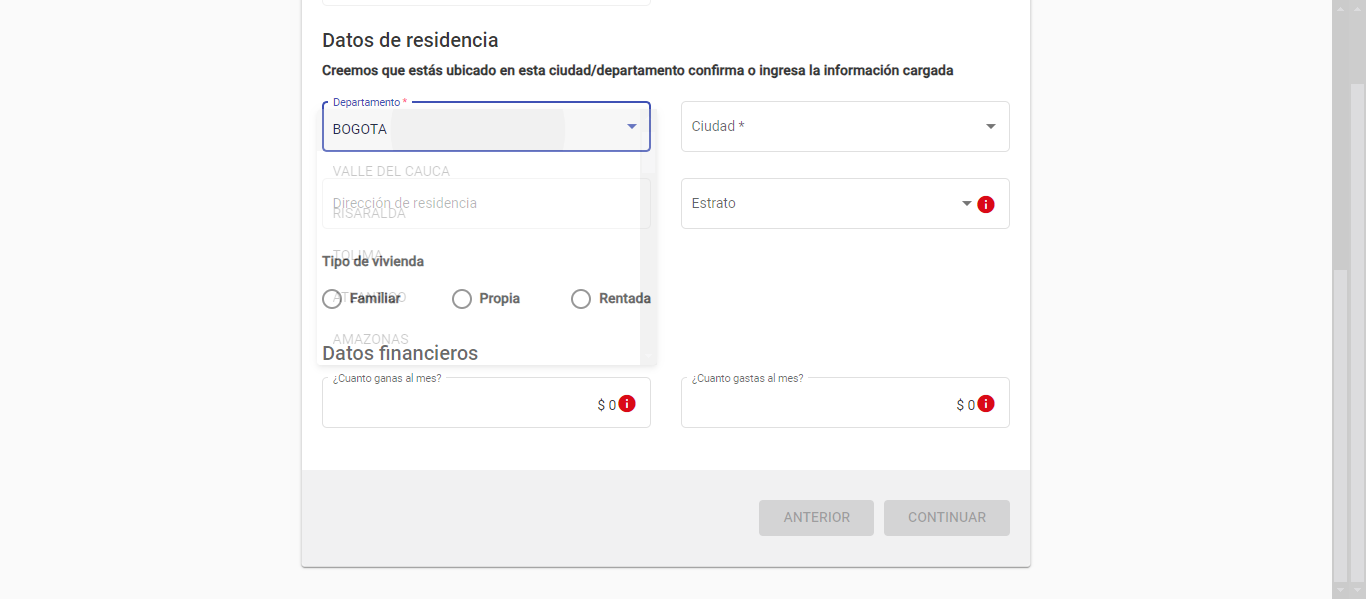 Datos de residencia
Creemos que estás ubicado en esta ciudad/departamento confirma o ingresa la información cargada
Departamento *
BOGOTA
Ciudad *
VALLE DEL CAUCA
Dirección de residencia
Estrato
RISARALDA
TOLIMA
Tipo de vivienda
ATLANTICO
Familiar Propia Rentada
AMAZONAS
Datos financieros
¿Cuanto ganas al mes? ¿Cuanto gastas al mes?
$ 0 $ 0
ANTERIOR CONTINUAR